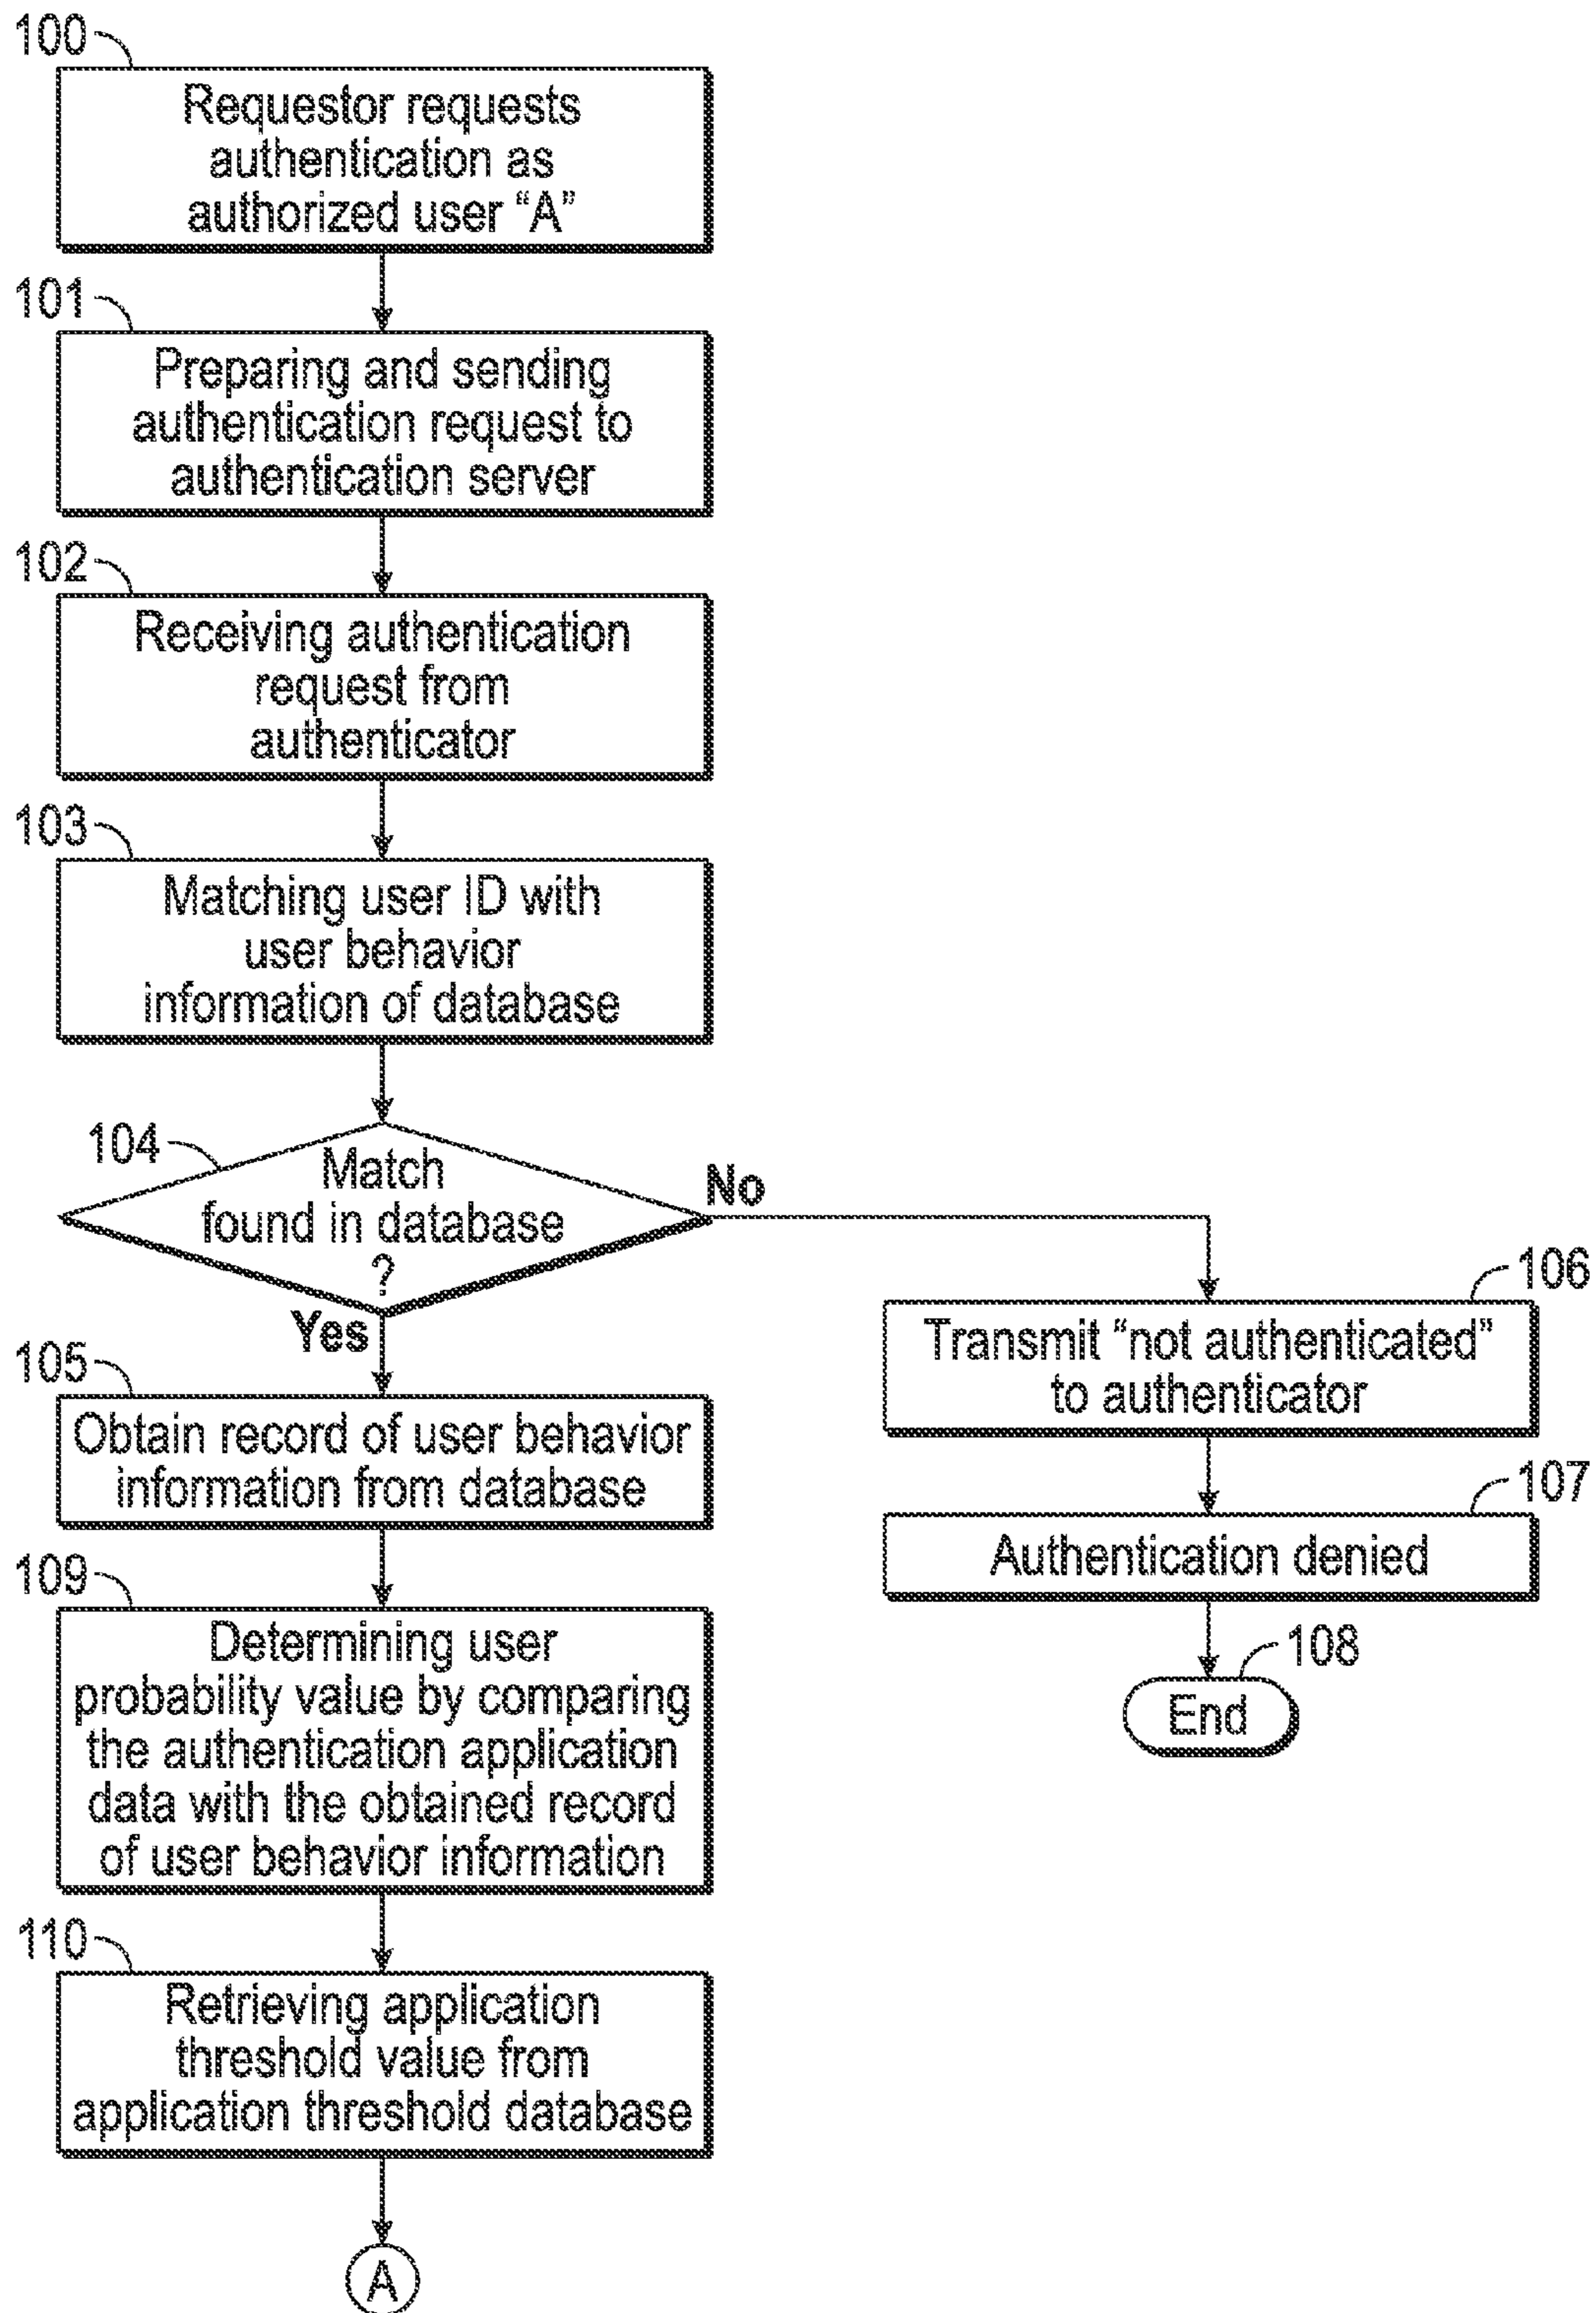 100
Requestor requests
authentication as
authorized user “A”
101
Preparing and sending
authentication request to
authentication server
102
Receiving authentication
request from
authenticator
103
Matching user ID with
user behavior
information of database
104
Match
found in database
?
No
Yes
106
Transmit “not authenticated”
to authenticator
107
Authentication denied
108
End
105
Obtain record of user behavior
information from database
109
Determining user
probability value by comparing
the authentication application
data with the obtained record
of user behavior information
110
Retrieving application
threshold value from
application threshold database
A